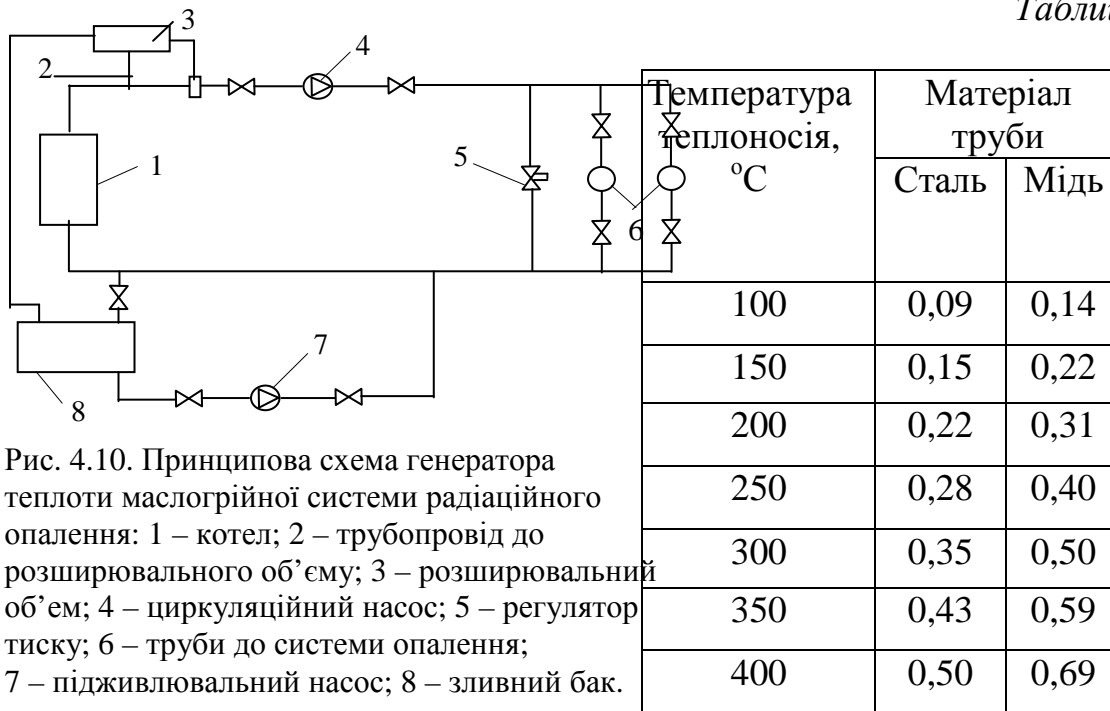 Таблиц
3
4
2
1
5
6
7
8
Температура теплоносія, °С
Матеріал труби
Сталь Мідь
100 0,09 0,14
150 0,15 0,22
200 0,22 0,31
250 0,28 0,40
300 0,35 0,50
350 0,43 0,59
400 0,50 0,69
Рис. 4.10. Принципова схема генератора
теплоти маслогрійної системи радіаційного
опалення: 1 – котел; 2 – трубопровід до
розширювального об’єму; 3 – розширювальний
об’ем; 4 – циркуляційний насос; 5 – регулятор
тиску; 6 – труби до системи опалення;
7 – підживлювальний насос; 8 – зливний бак.